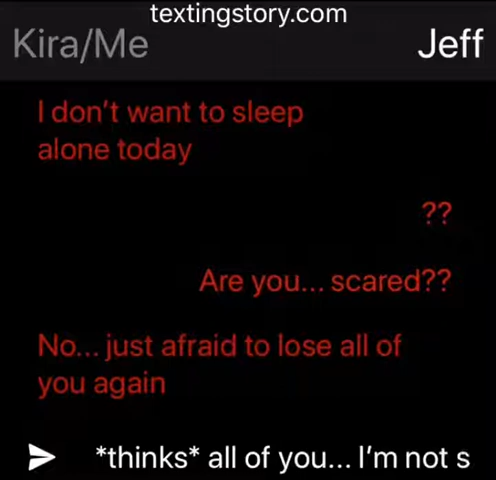 textingstory.com
Kira/Me
Jeff
I don't want to sleep
alone today
??
Are you... scared??
No... just afraid to lose all of
you again
*thinks* all of you... I'm not s